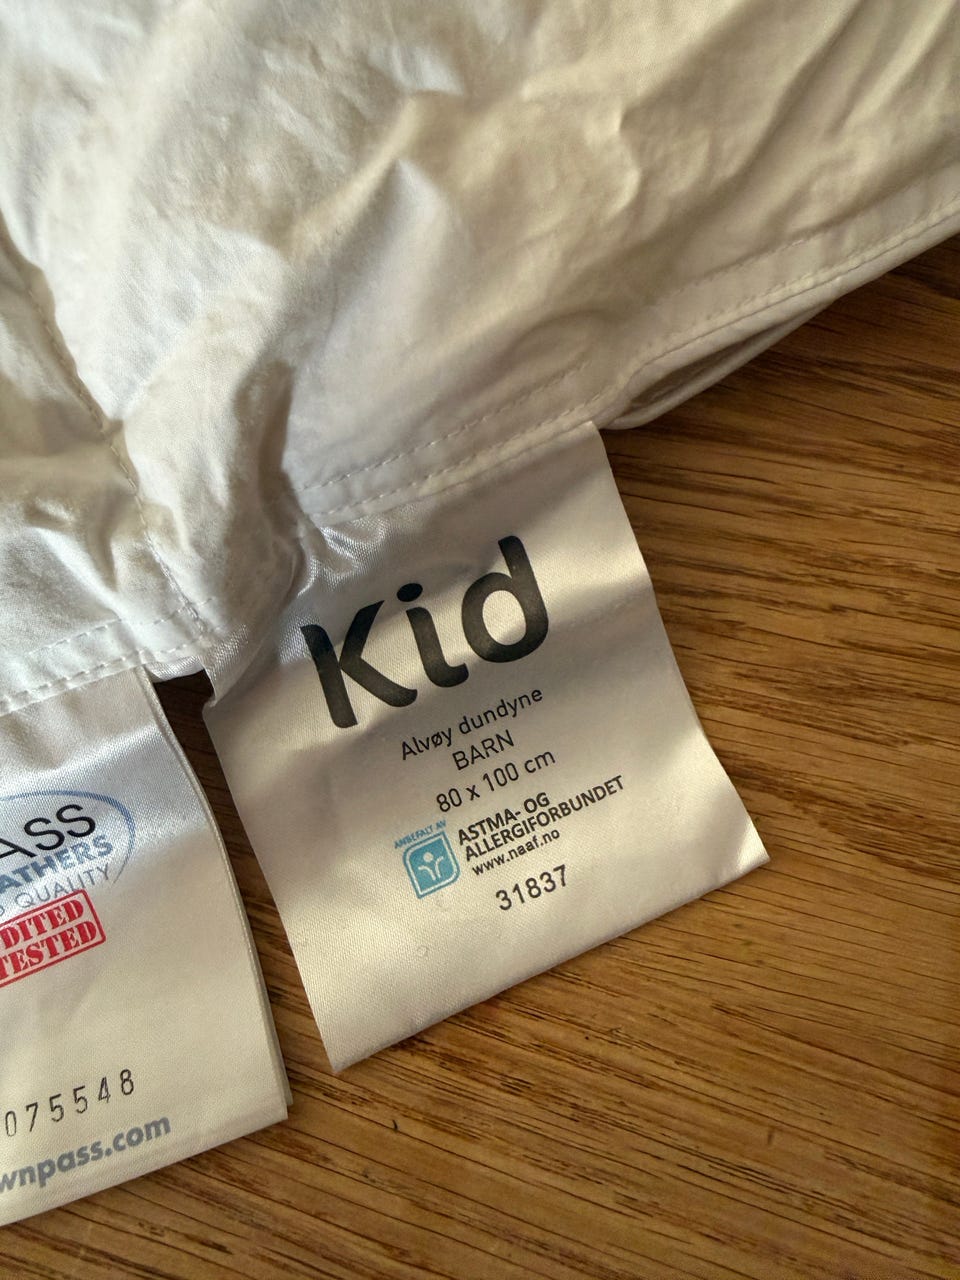 Kid
Alvøy dundyne
BARN
80 x 100 cm
ANBEFALT AV
ASTMA- OG
ALLERGIFORBUNDET
www.naaf.no
31837
ASS
ATHERS
QUALITY
DITED
TESTED
075548
wnpass.com